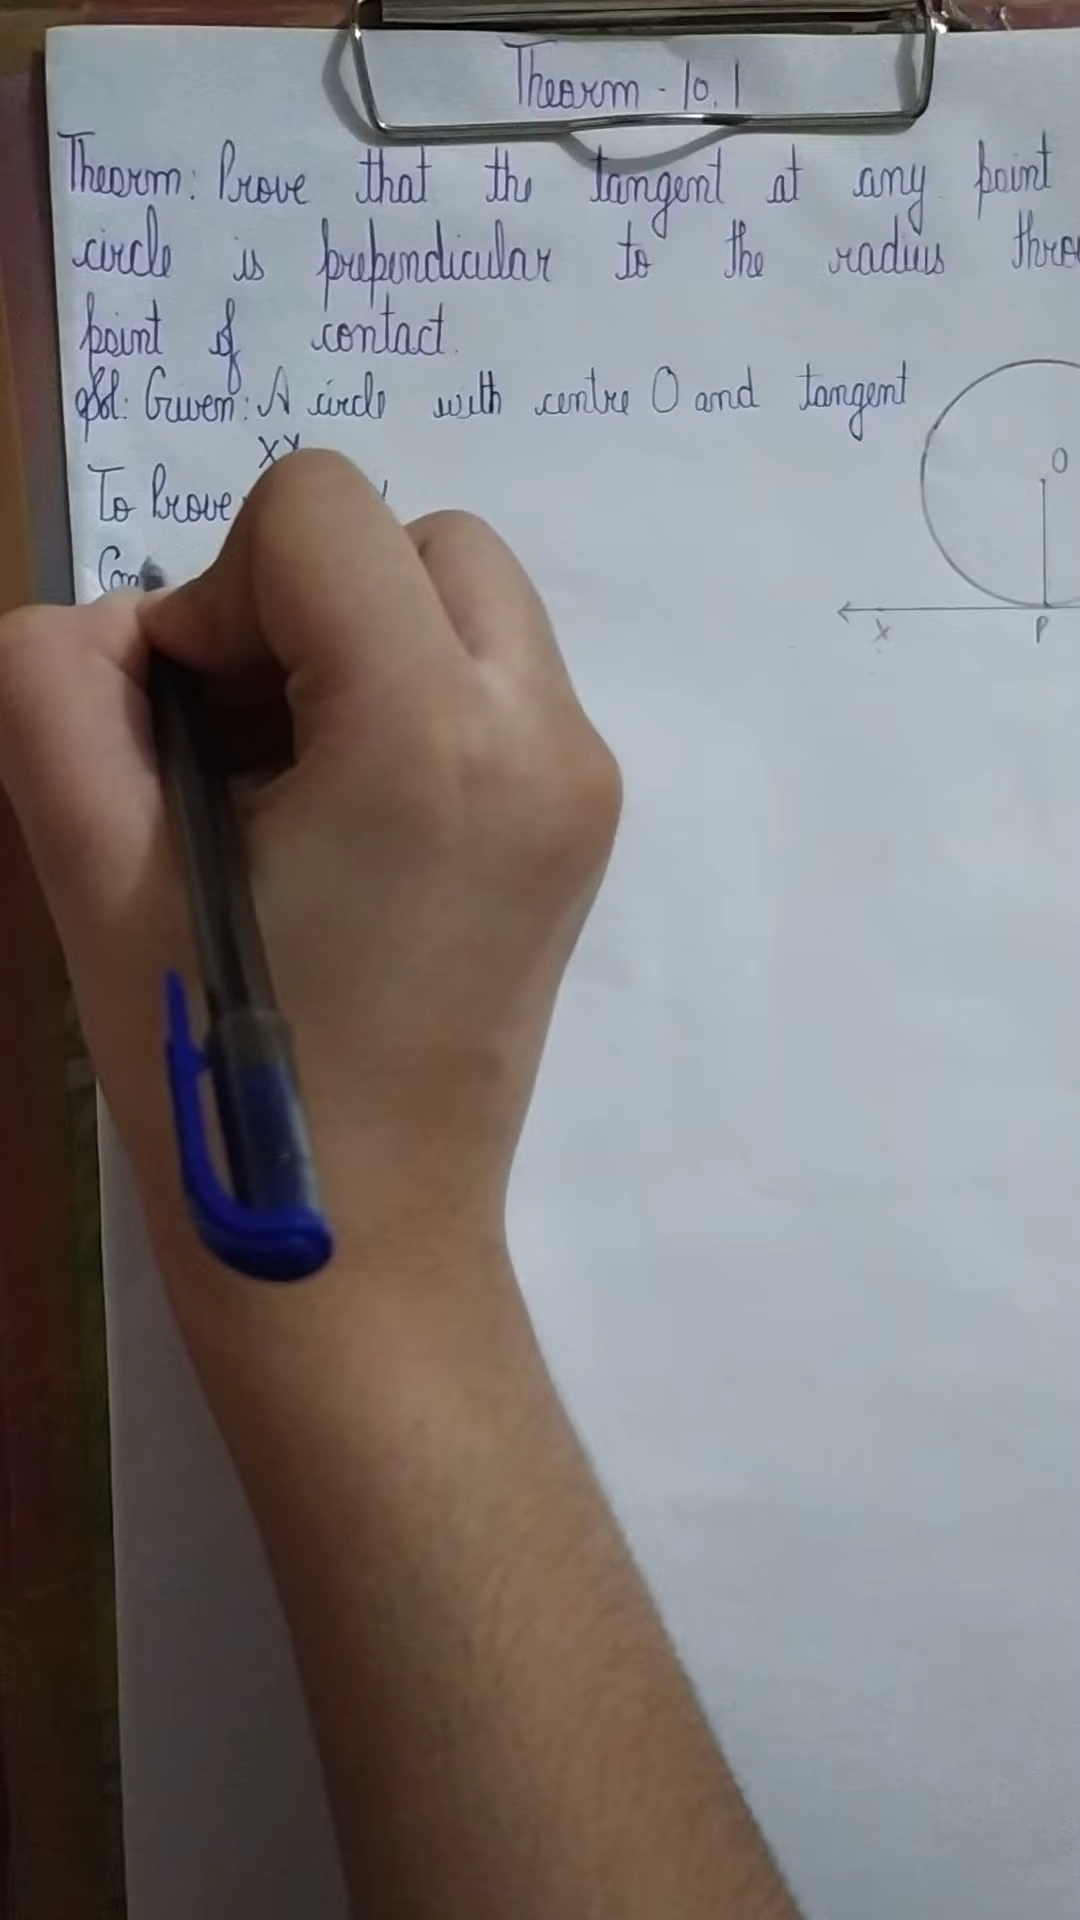 Theorm - 10.1
Theorm: Prove that the tangent at any point
circle is prependicular to the radius
point of contact.
Sol: Given: A circle with centre O and tangent
XY
To Prove
O
X
P